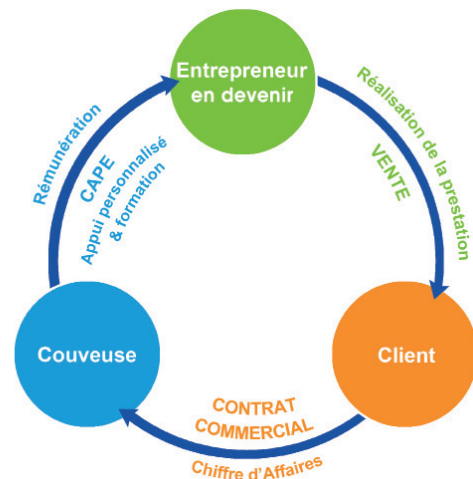 Entrepreneur
en devenir
Réalisation de la prestation
VENTE
Client
CONTRAT
COMMERCIAL
Chiffre d'Affaires
Couveuse
Rémunération
CAPE
Appui personnalisé
& formation